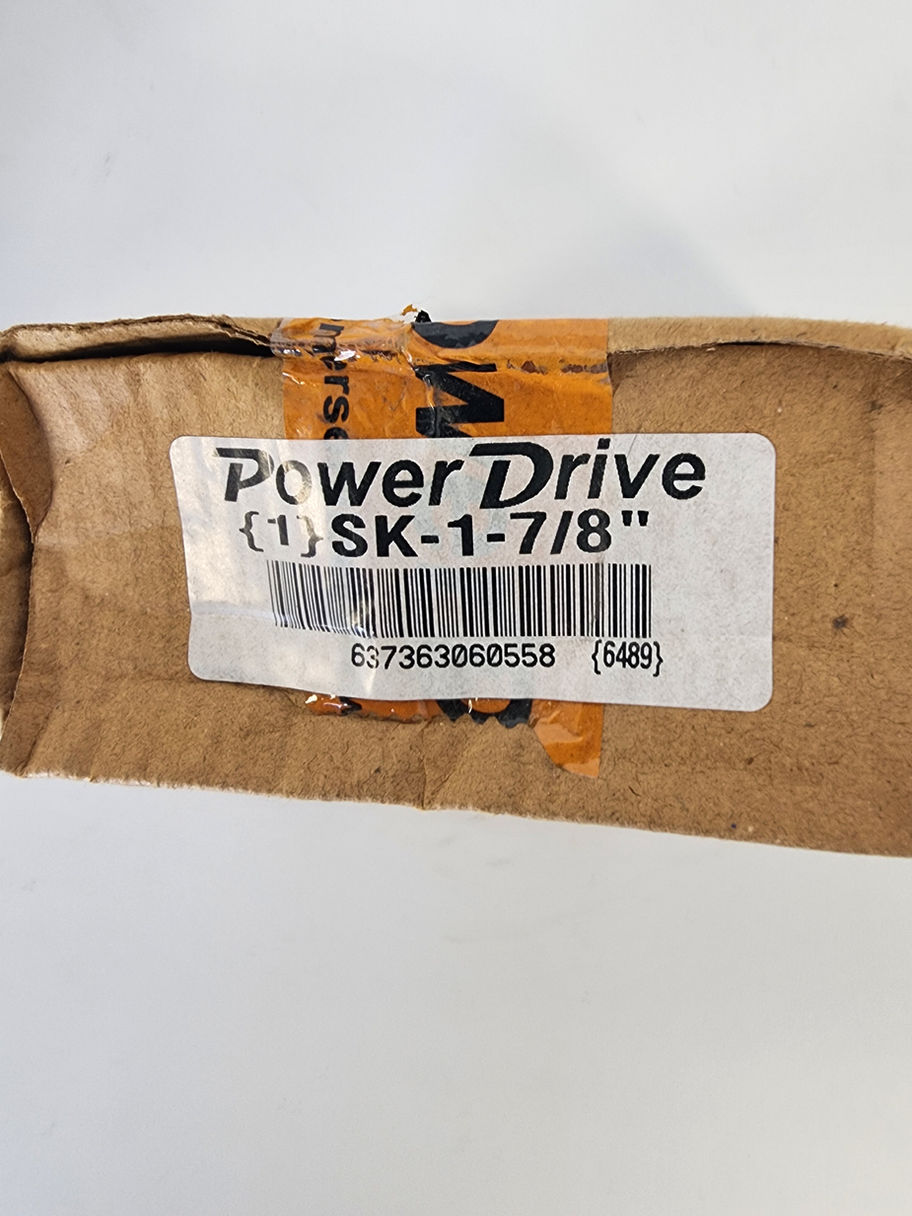 PowerDrive
{1}SK-1-7/8"
637363060558 {6489}